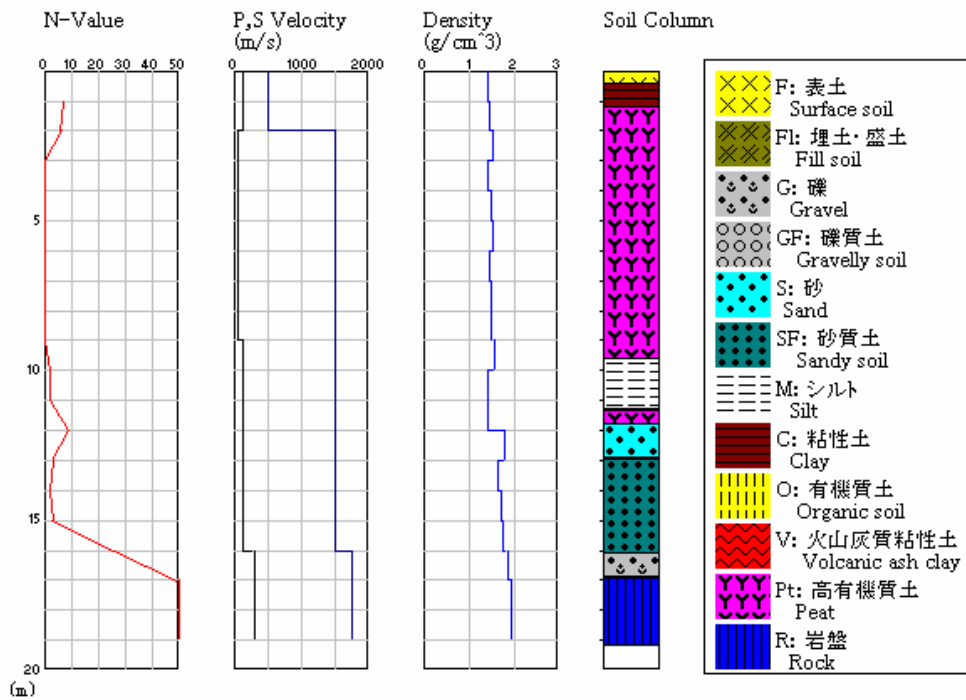 N-Value
0 10 20 30 40 50
P,S Velocity
(m/s)
0 1000 2000
Density
(g/cm^3)
0 1 2 3
Soil Column
5
10
15
20
(m)
F: 表土
Surface soil
Fl: 埋土・盛土
Fill soil
G: 礫
Gravel
GF: 礫質土
Gravelly soil
S: 砂
Sand
SF: 砂質土
Sandy soil
M: シルト
Silt
C: 粘性土
Clay
O: 有機質土
Organic soil
V: 火山灰質粘性土
Volcanic ash clay
Pt: 高有機質土
Peat
R: 岩盤
Rock